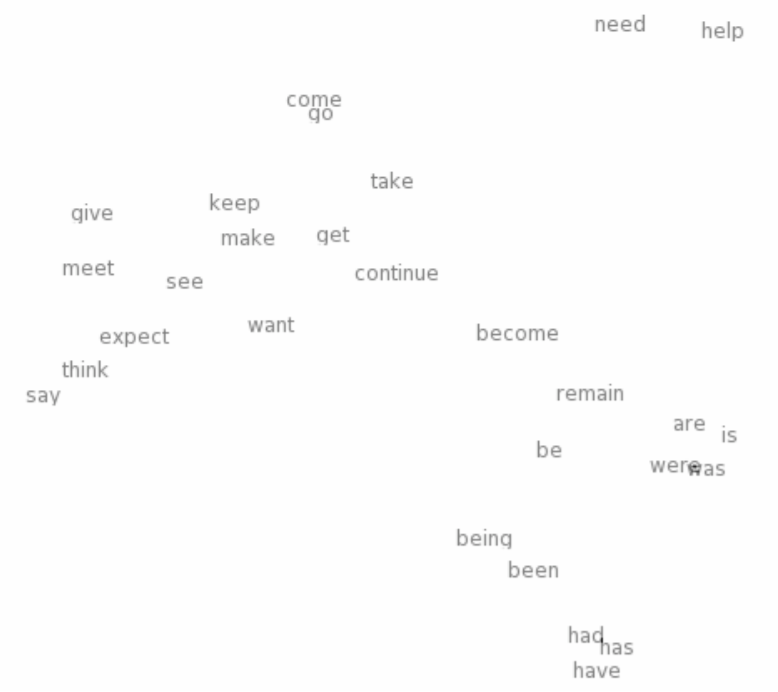 need
help
come
go
take
keep
give
get
make
meet
continue
see
want
become
expect
think
remain
say
are
is
be
were
was
being
been
had
has
have